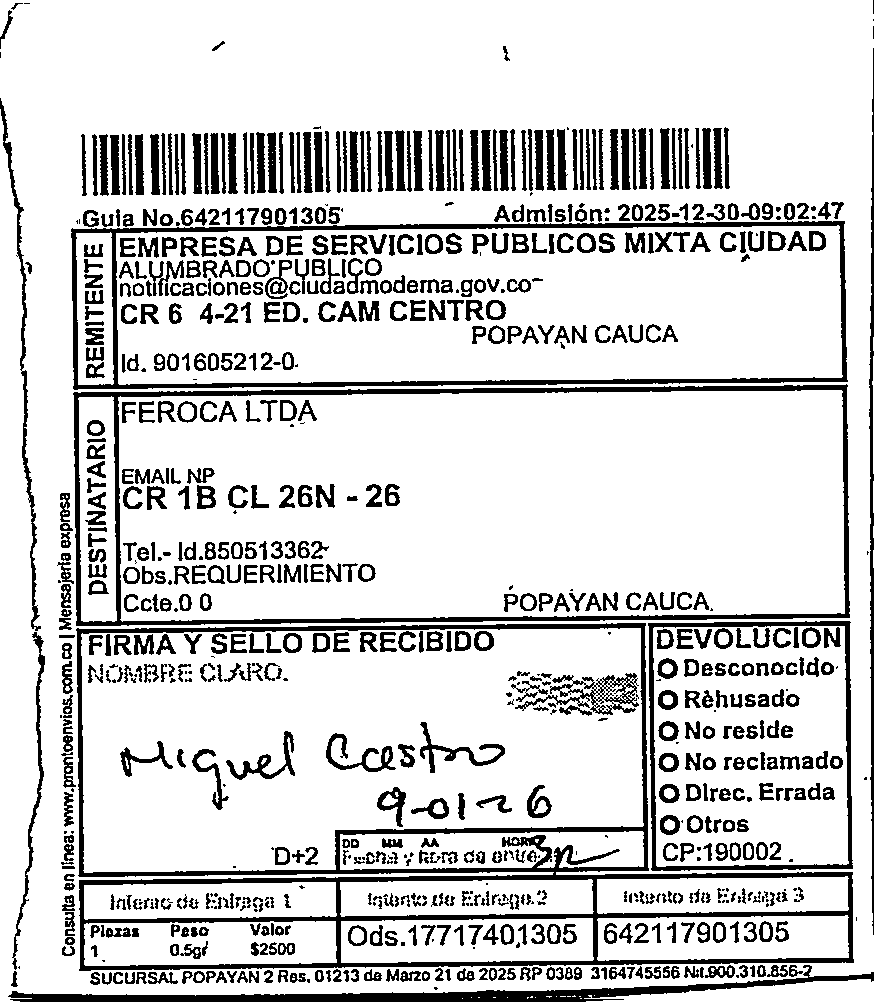 Guia No.642117901305 Admisión: 2025-12-30-09:02:47
REMITENTE
EMPRESA DE SERVICIOS PUBLICOS MIXTA CIUDAD
ALUMBRADO PUBLICO
notificaciones@ciudadmoderna.gov.co
CR 6 4-21 ED. CAM CENTRO
POPAYAN CAUCA
Id. 901605212-0
DESTINATARIO
FEROCA LTDA
EMAIL NP
CR 1B CL 26N - 26
Tel.- Id.850513362
Obs.REQUERIMIENTO
Ccte.0 0 POPAYAN CAUCA
FIRMA Y SELLO DE RECIBIDO
NOMBRE CLARO.
Miguel Castro
9-01-26
D+2
DD MM AA HORA
Fecha y hora de entre
DEVOLUCION
Desconocido
Rehusado
No reside
No reclamado
Direc. Errada
Otros
CP:190002
Intento de Entrega 1 Intento de Entrega 2 Intento de Entrega 3
Piezas Peso Valor
1 0.5gr $2500
Ods.17717401305 642117901305
SUCURSAL POPAYAN 2 Res. 01213 de Marzo 21 de 2025 RP 0389 3164745556 Nit.900.310.856-2
Consulta en linea: www.prontoenvios.com.co | Mensajeria expresa